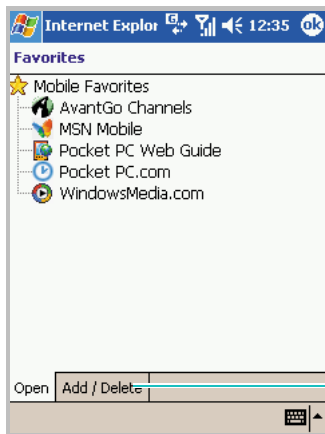 Internet Explor 12:35 ok
Favorites
Mobile Favorites
AvantGo Channels
MSN Mobile
Pocket PC Web Guide
Pocket PC.com
WindowsMedia.com
Open Add / Delete